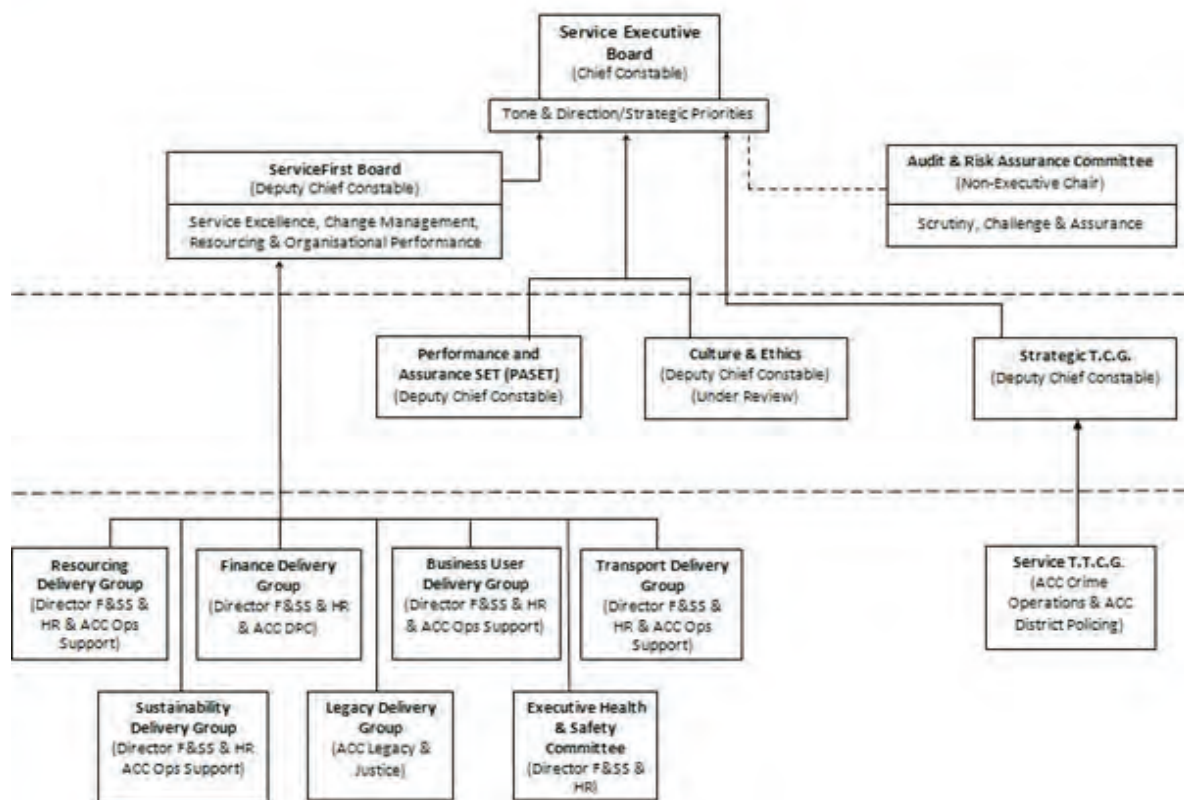 Service Executive
Board
(Chief Constable)
Tone & Direction/Strategic Priorities
ServiceFirst Board
(Deputy Chief Constable)
Service Excellence, Change Management,
Resourcing & Organisational Performance
Audit & Risk Assurance Committee
(Non-Executive Chair)
Scrutiny, Challenge & Assurance
Performance and
Assurance SET (PASET)
(Deputy Chief Constable)
Culture & Ethics
(Deputy Chief Constable)
(Under Review)
Strategic T.C.G.
(Deputy Chief Constable)
Resourcing
Delivery Group
(Director F&SS &
HR & ACC Ops
Support)
Finance Delivery
Group
(Director F&SS & HR
& ACC DPC)
Business User
Delivery Group
(Director F&SS & HR
& ACC Ops Support)
Transport Delivery
Group
(Director F&SS &
HR & ACC Ops
Support)
Service T.T.C.G.
(ACC Crime
Operations & ACC
District Policing)
Sustainability
Delivery Group
(Director F&SS & HR
ACC Ops Support)
Legacy Delivery
Group
(ACC Legacy &
Justice)
Executive Health
& Safety
Committee
(Director F&SS &
HR)